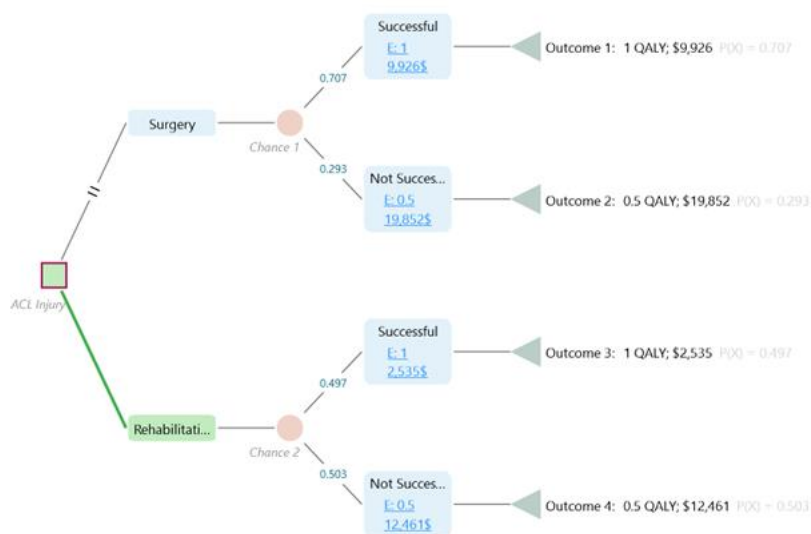 Successful
E: 1
9,926$
Outcome 1: 1 QALY; $9,926 P(X) = 0.707
0.707
Surgery
Chance 1
0.293
Not Succes...
E: 0.5
19,852$
Outcome 2: 0.5 QALY; $19,852 P(X) = 0.293
ACL Injury
Successful
E: 1
2,535$
Outcome 3: 1 QALY; $2,535 P(X) = 0.497
0.497
Rehabilitati...
Chance 2
0.503
Not Succes...
E: 0.5
12,461$
Outcome 4: 0.5 QALY; $12,461 P(X) = 0.503